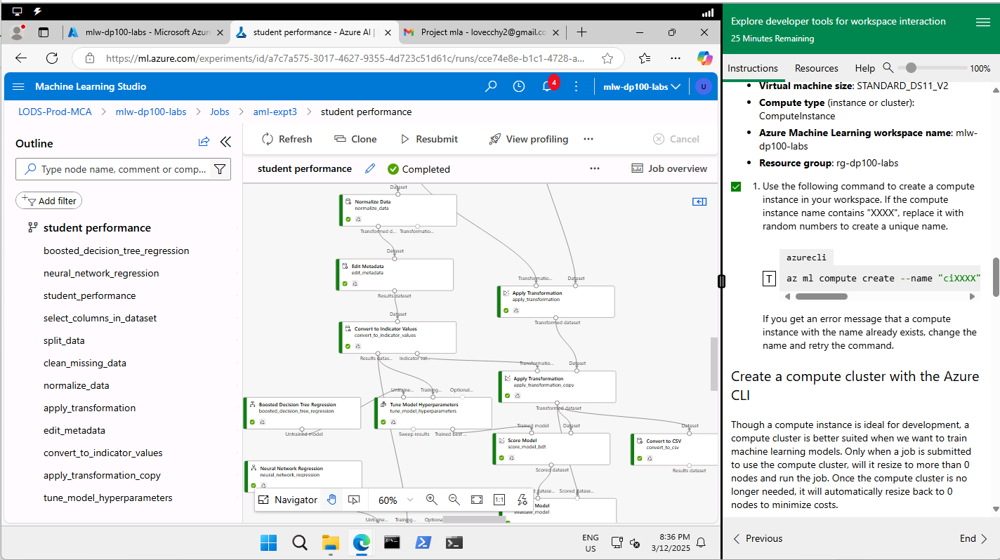 mlw-dp100-labs - Microsoft Azure
student performance - Azure AI |
Project mla - lovecchy2@gmail.co
https://ml.azure.com/experiments/id/a7c7a575-3017-4627-9355-4d723c51d61c/runs/cce74e8e-b1c1-4728-a...
Machine Learning Studio
4
mlw-dp100-labs
U
LODS-Prod-MCA > mlw-dp100-labs > Jobs > aml-expt3 > student performance
Outline
Type node name, comment or comp...
Add filter
student performance
boosted_decision_tree_regression
neural_network_regression
student_performance
select_columns_in_dataset
split_data
clean_missing_data
normalize_data
apply_transformation
edit_metadata
convert_to_indicator_values
apply_transformation_copy
tune_model_hyperparameters
Refresh
Clone
Resubmit
View profiling
Cancel
student performance
Completed
Job overview
Dataset
Normalize Data
normalize_data
Transformed d...
Transformatio...
Dataset
Edit Metadata
edit_metadata
Results dataset
Transformatio...
Dataset
Apply Transformation
apply_transformation
Transformed dataset
Dataset
Convert to Indicator Values
convert_to_indicator_values
Results datas...
Indicator val...
Transformatio...
Dataset
Apply Transformation
apply_transformation_copy
Transformed dataset
Untraine...
Training...
Optional...
Boosted Decision Tree Regression
boosted_decision_tree_regression
Untrained model
Tune Model Hyperparameters
tune_model_hyperparameters
Sweep results
Trained best ...
Trained model
Dataset
Score Model
score_model_bdt
Scored dataset
Dataset
Convert to CSV
convert_to_csv
Results dataset
Neural Network Regression
neural_network_regression
Scored datase...
Model
evaluate_model
Navigator
60%
1:1
Untraine...
Training...
Optiona
ENG
US
8:36 PM
3/12/2025
Explore developer tools for workspace interaction
25 Minutes Remaining
Instructions
Resources
Help
100%
• Virtual machine size: STANDARD_DS11_V2
• Compute type (instance or cluster):
ComputeInstance
• Azure Machine Learning workspace name: mlw-
dp100-labs
• Resource group: rg-dp100-labs
1. Use the following command to create a compute
instance in your workspace. If the compute
instance name contains "XXXX", replace it with
random numbers to create a unique name.
azurecli
T
az ml compute create --name "ciXXXX"
If you get an error message that a compute
instance with the name already exists, change the
name and retry the command.
Create a compute cluster with the Azure
CLI
Though a compute instance is ideal for development, a
compute cluster is better suited when we want to train
machine learning models. Only when a job is submitted
to use the compute cluster, will it resize to more than 0
nodes and run the job. Once the compute cluster is no
longer needed, it will automatically resize back to 0
nodes to minimize costs.
Previous
End